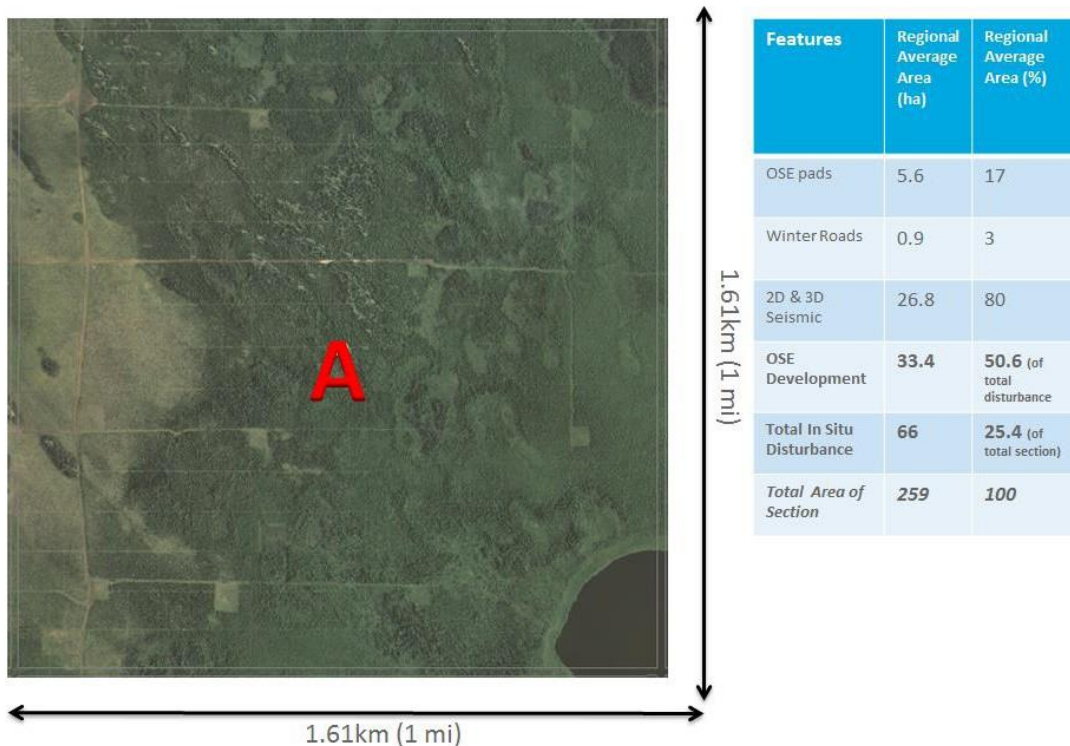 A
1.61km (1 mi)
1.61km (1 mi)
Features
Regional
Average
Area
(ha)
Regional
Average
Area (%)
OSE pads
5.6
17
Winter Roads
0.9
3
2D & 3D
Seismic
26.8
80
OSE
Development
33.4
50.6 (of
total
disturbance
Total In Situ
Disturbance
66
25.4 (of
total section)
Total Area of
Section
259
100